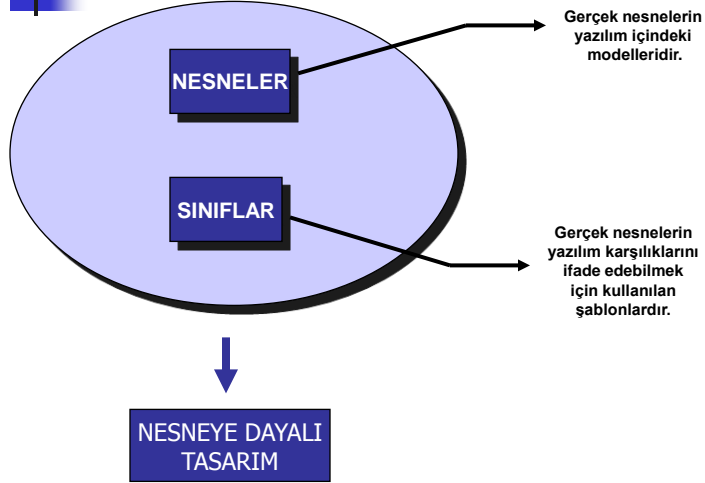 Gerçek nesnelerin
yazılım içindeki
modelleridir.
NESNELER
SINIFLAR
Gerçek nesnelerin
yazılım karşılıklarını
ifade edebilmek
için kullanılan
şablonlardır.
NESNEYE DAYALI
TASARIM